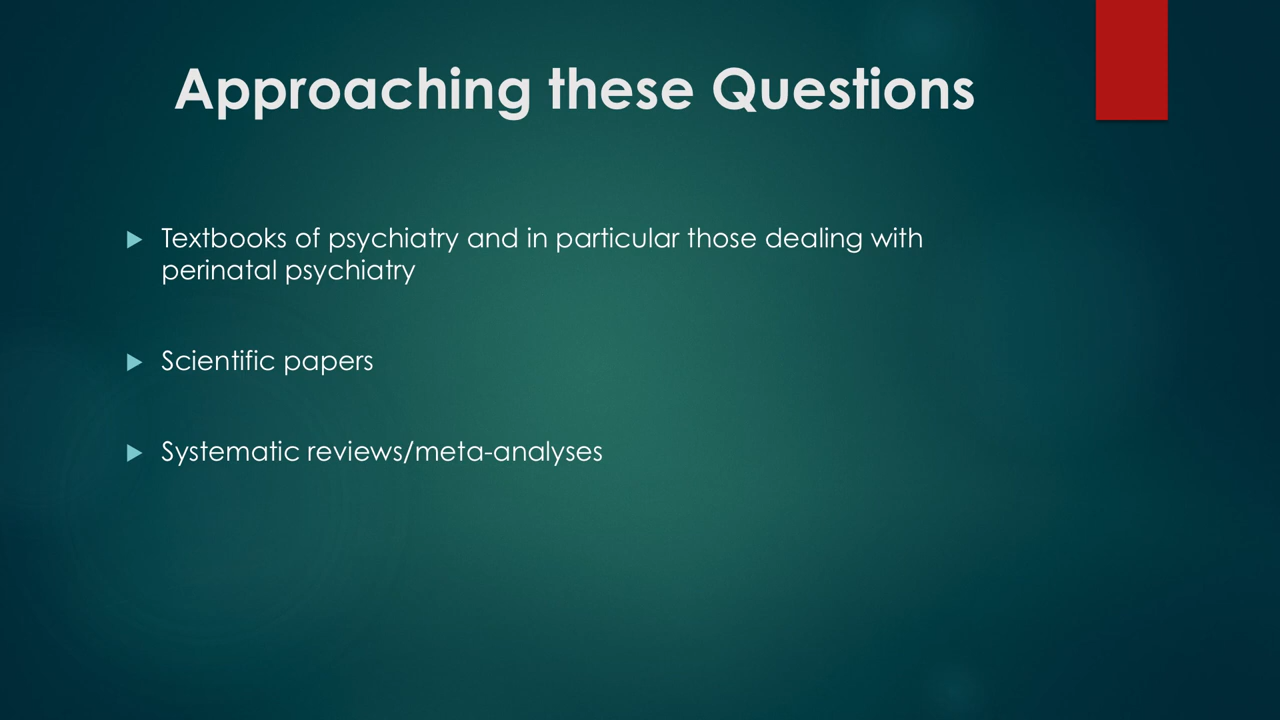 Approaching these Questions
Textbooks of psychiatry and in particular those dealing with
perinatal psychiatry
Scientific papers
Systematic reviews/meta-analyses